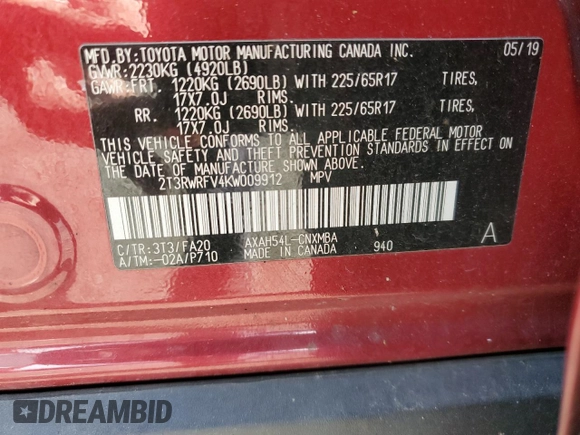 MFD.BY:TOYOTA MOTOR MANUFACTURING CANADA INC. 05/19
GVWR:2230KG (4920LB)
GAWR:FRT. 1220KG (2690LB) WITH 225/65R17 TIRES,
17X7.0J RIMS.
RR. 1220KG (2690LB) WITH 225/65R17 TIRES,
17X7.0J RIMS.
THIS VEHICLE CONFORMS TO ALL APPLICABLE FEDERAL MOTOR
VEHICLE SAFETY AND THEFT PREVENTION STANDARDS IN EFFECT ON
THE DATE OF MANUFACTURE SHOWN ABOVE.
2T3RWRFV4KW009912 MPV
C/TR:3T3/FA20 AXAH54L-CNXMBA A
A/TM:-02A/P710 MADE IN CANADA 940
DREAMBID